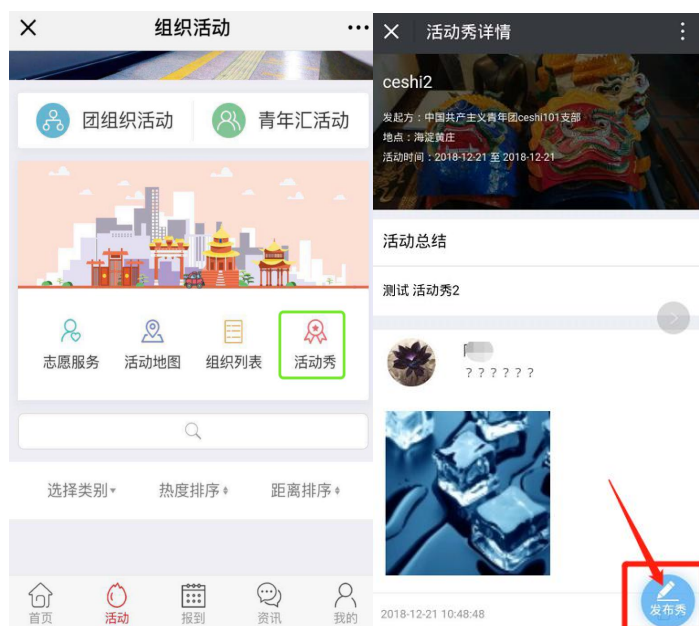 组织活动
团组织活动
青年汇活动
志愿服务
活动地图
组织列表
活动秀
选择类别
热度排序
距离排序
首页
活动
报到
资讯
我的
活动秀详情
ceshi2
发起方：中国共产主义青年团ceshi101支部
地点：海淀黄庄
活动时间：2018-12-21 至 2018-12-21
活动总结
测试 活动秀2
？？？？？？
2018-12-21 10:48:48
发布秀